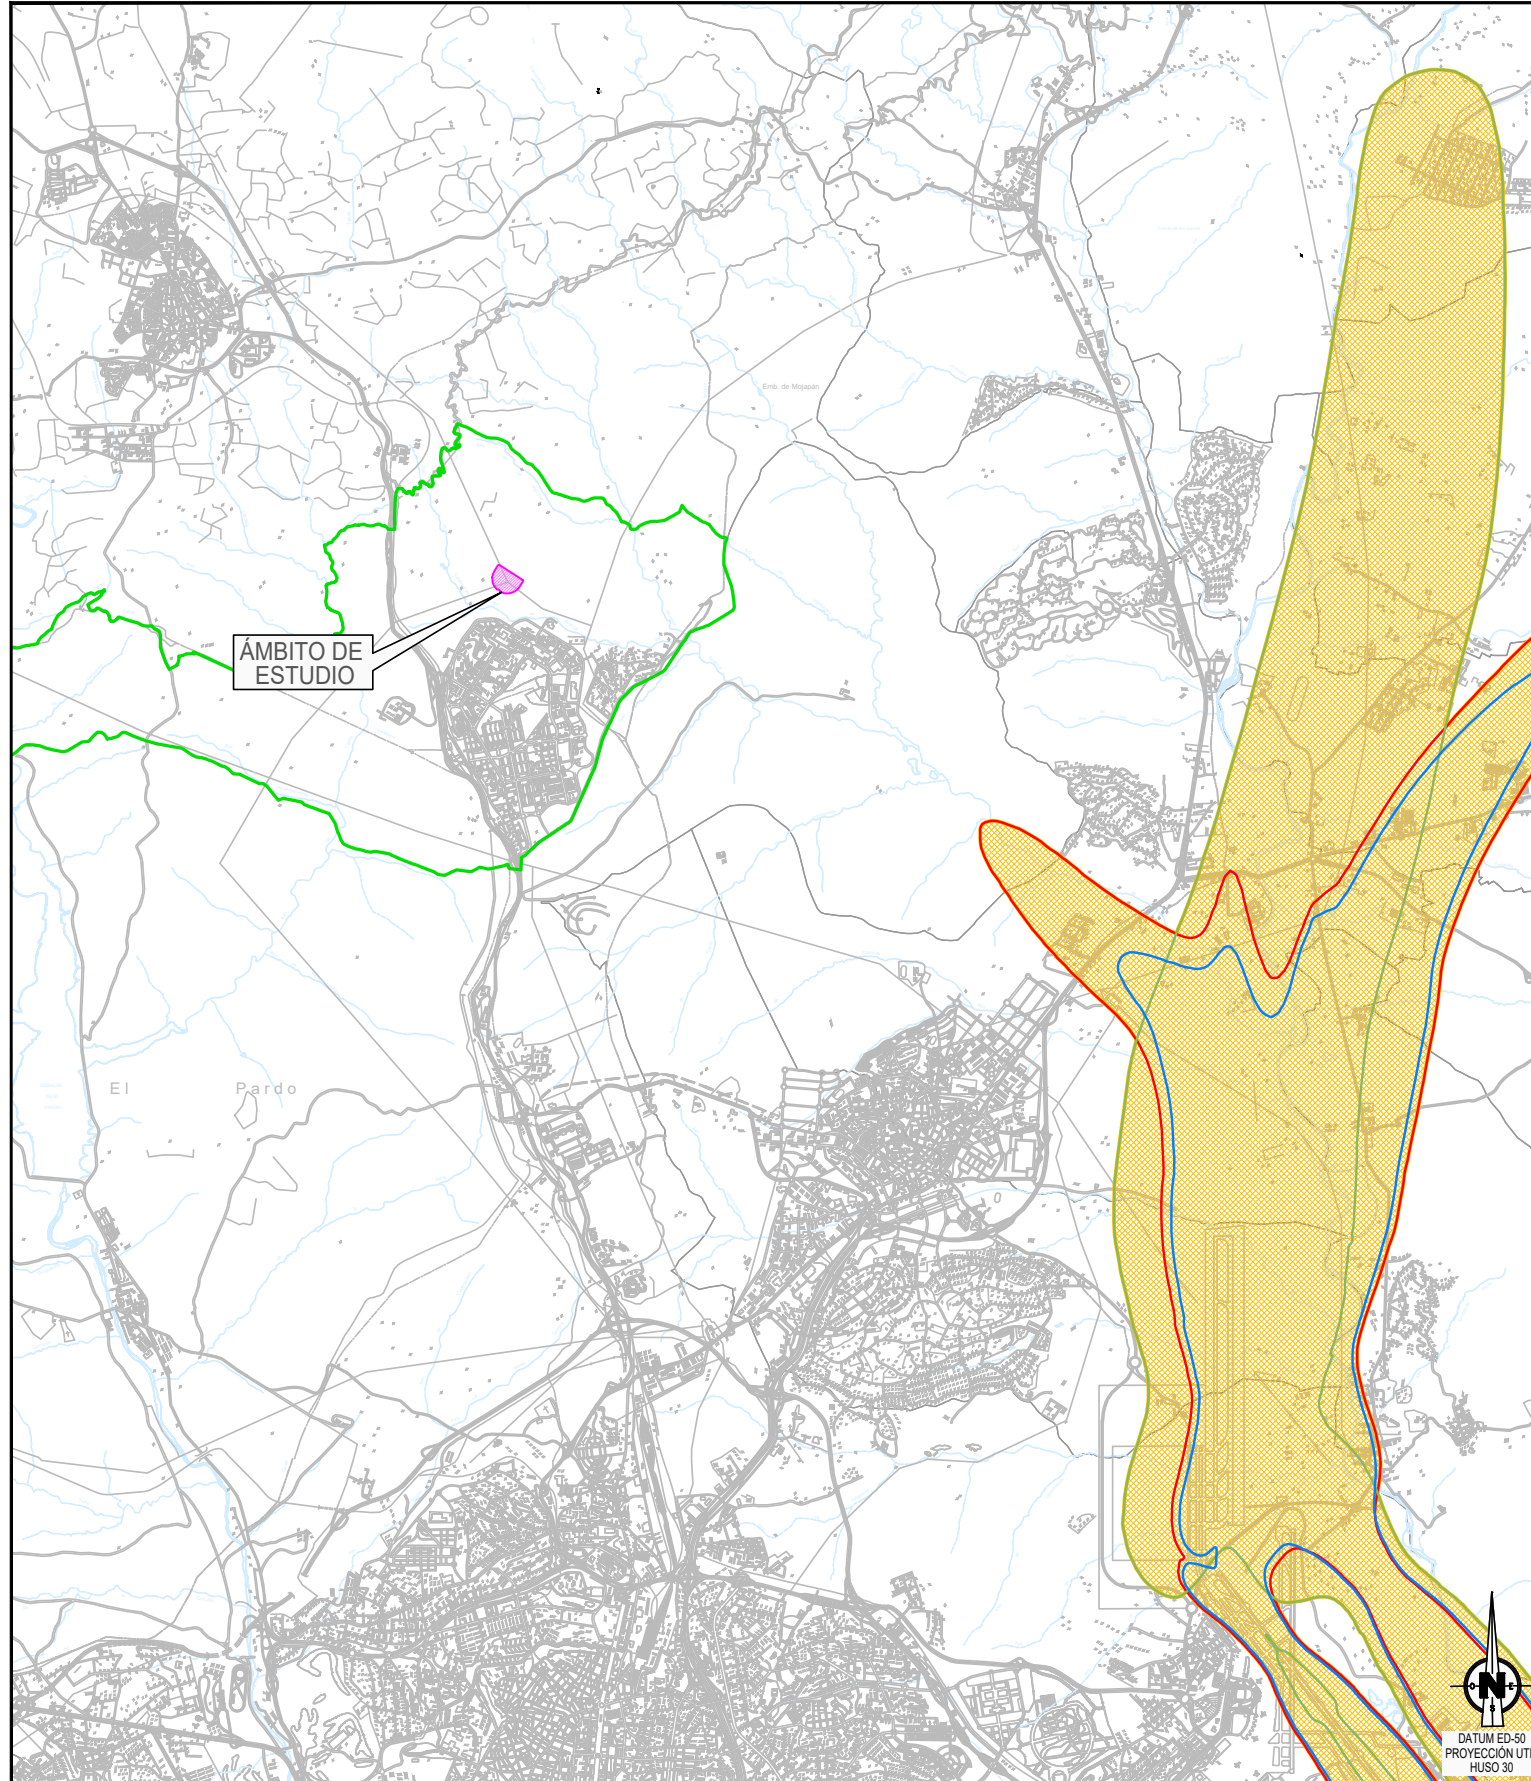 Emb. de Mojapán
ÁMBITO DE
ESTUDIO
El Pardo
N
O
E
S
DATUM ED-50
PROYECCIÓN UT
HUSO 30